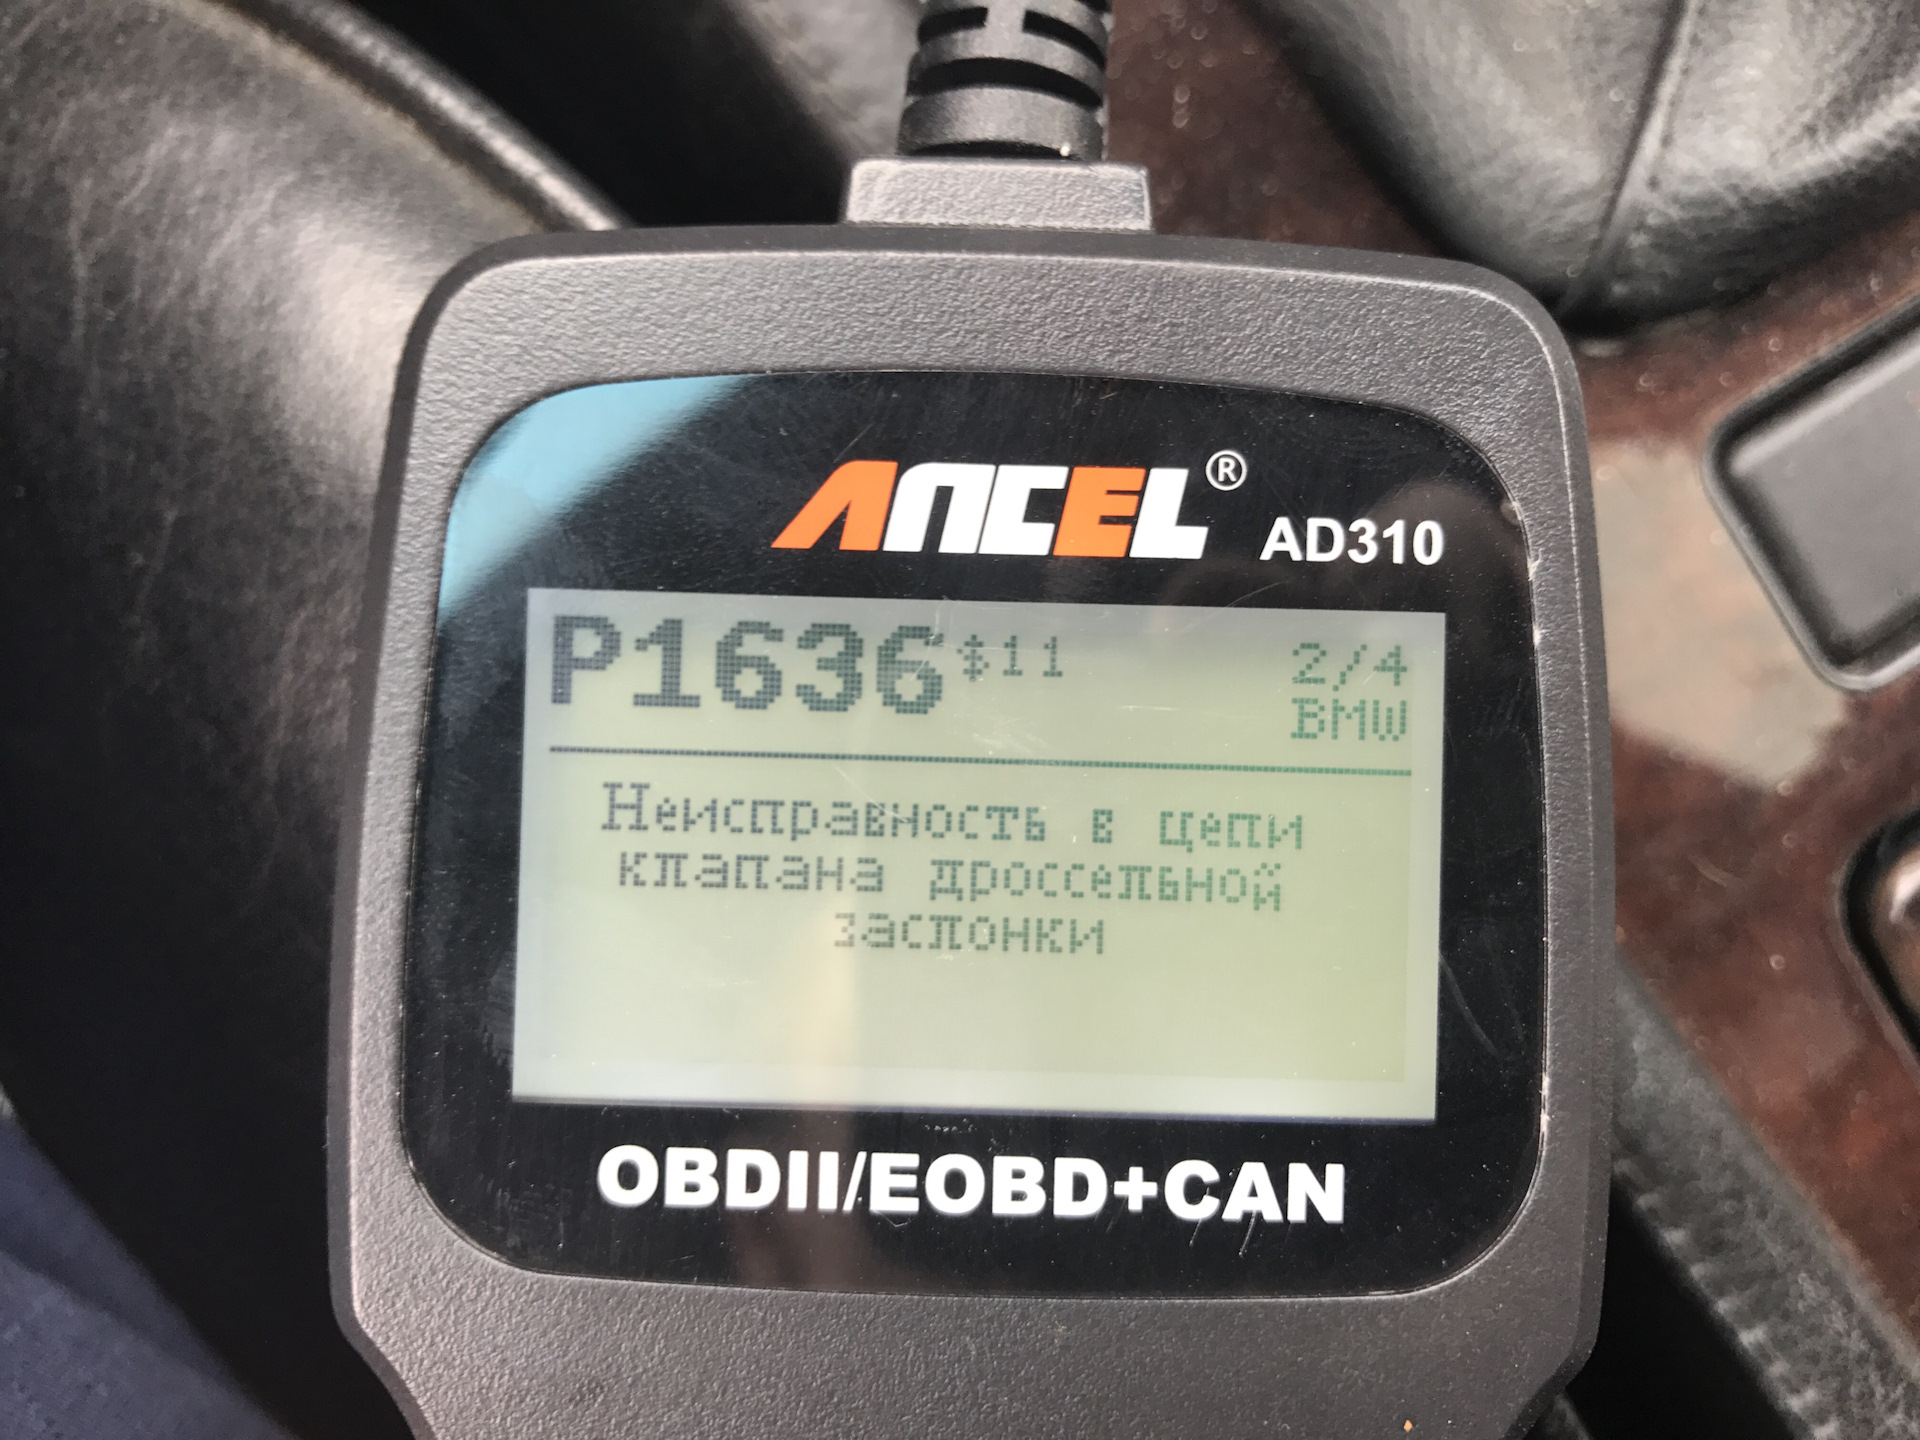 ANCEL®
AD310
P1636 $11 2/4
BMW
Неисправность в цепи
клапана дроссельной
заслонки
OBDII/EOBD+CAN